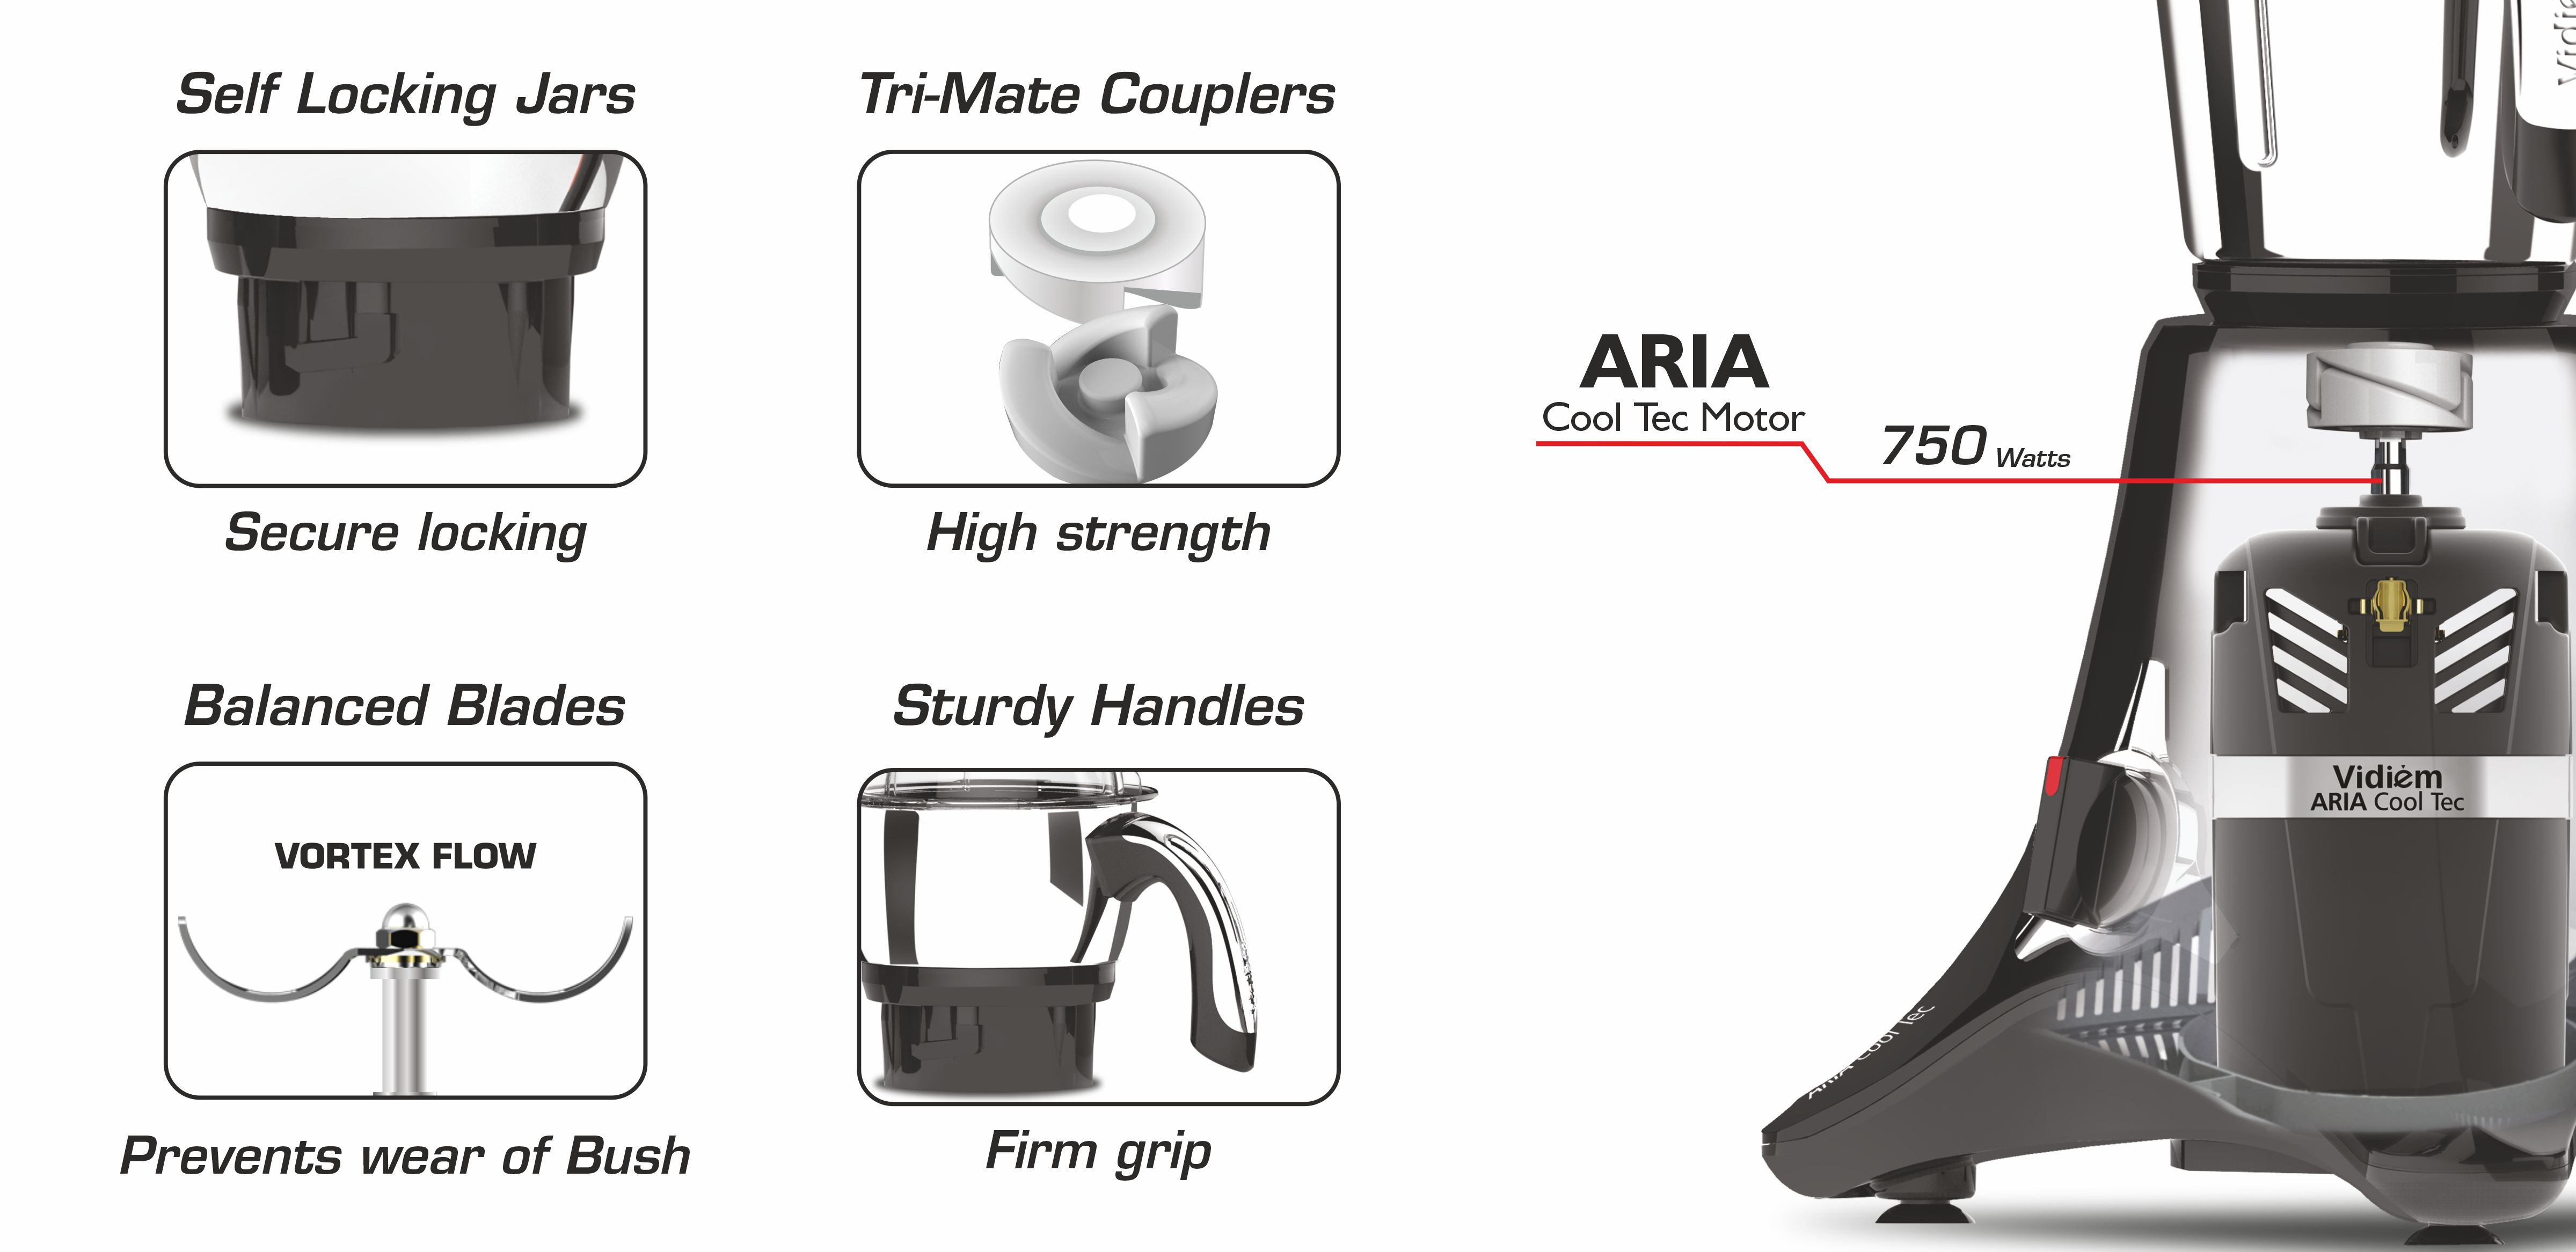 Self Locking Jars
Secure locking
Tri-Mate Couplers
High strength
Balanced Blades
VORTEX FLOW
Prevents wear of Bush
Sturdy Handles
Firm grip
ARIA
Cool Tec Motor
750 Watts
Vidiem
ARIA Cool Tec
ARIA Cool Tec